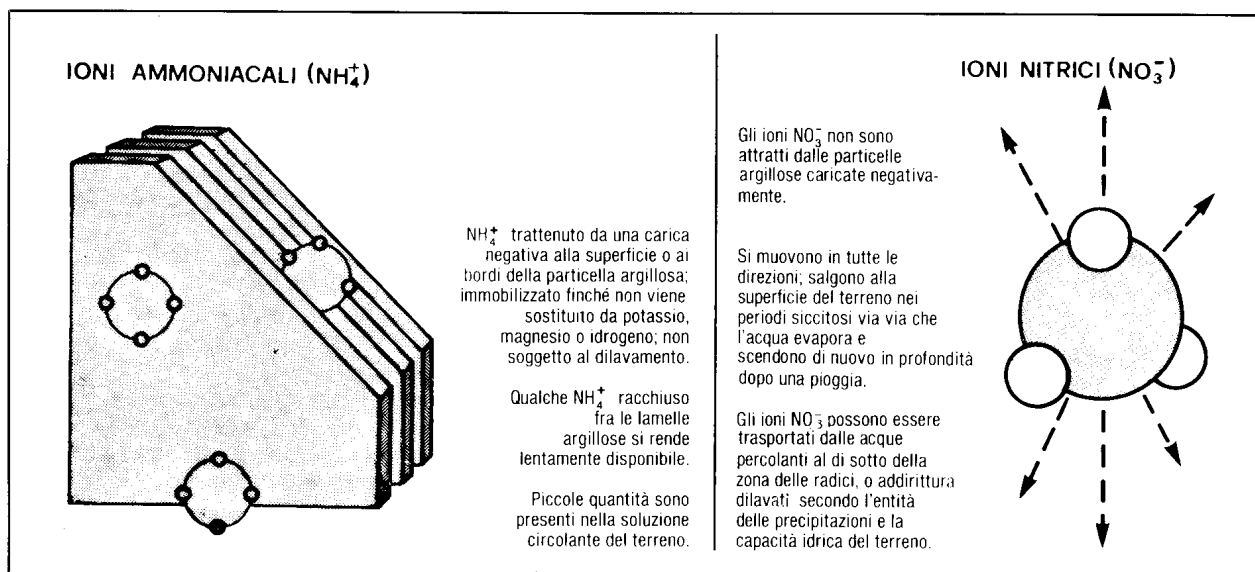 IONI AMMONIACALI (NH₄⁺)
NH₄⁺ trattenuto da una carica
negativa alla superficie o ai
bordi della particella argillosa;
immobilizzato finché non viene
sostituito da potassio,
magnesio o idrogeno; non
soggetto al dilavamento.
Qualche NH₄⁺ racchiuso
fra le lamelle
argillose si rende
lentamente disponibile.
Piccole quantità sono
presenti nella soluzione
circolante del terreno.
IONI NITRICI (NO₃⁻)
Gli ioni NO₃⁻ non sono
attratti dalle particelle
argillose caricate negativa-
mente.
Si muovono in tutte le
direzioni; salgono alla
superficie del terreno nei
periodi siccitosi via via che
l'acqua evapora e
scendono di nuovo in profondità
dopo una pioggia.
Gli ioni NO₃⁻ possono essere
trasportati dalle acque
percolanti al di sotto della
zona delle radici, o addirittura
dilavati secondo l'entità
delle precipitazioni e la
capacità idrica del terreno.